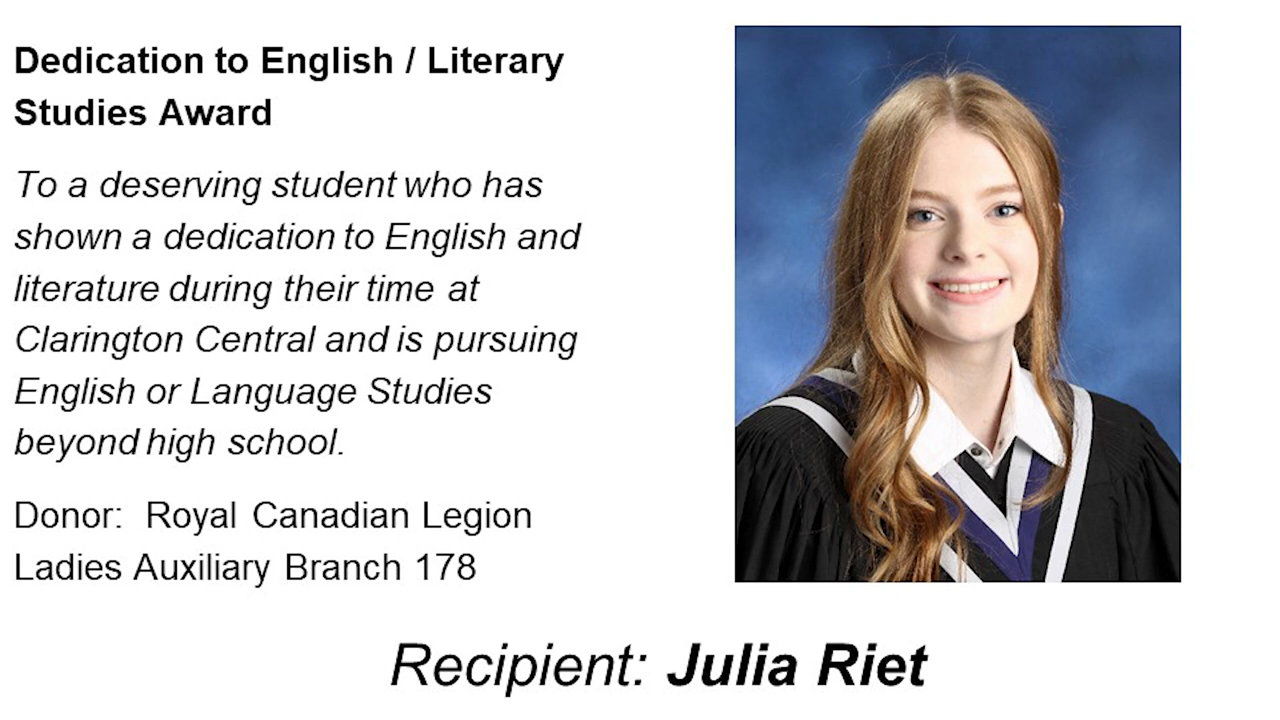 Dedication to English / Literary
Studies Award
To a deserving student who has
shown a dedication to English and
literature during their time at
Clarington Central and is pursuing
English or Language Studies
beyond high school.
Donor:  Royal Canadian Legion
Ladies Auxiliary Branch 178
Recipient: Julia Riet